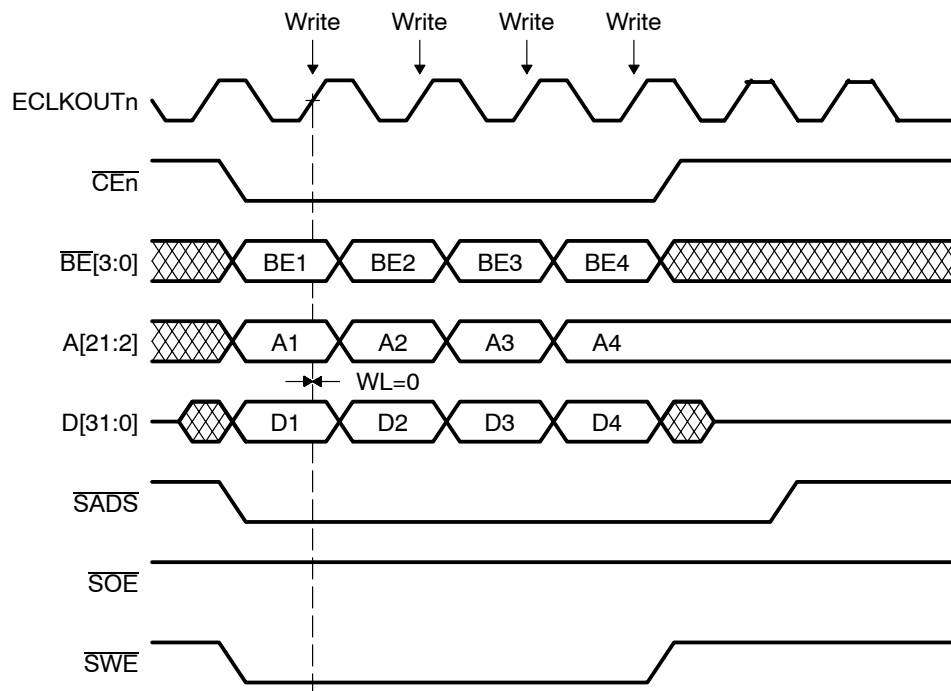 Write Write Write Write
ECLKOUTn
CEn
BE[3:0] BE1 BE2 BE3 BE4
A[21:2] A1 A2 A3 A4
WL=0
D[31:0] D1 D2 D3 D4
SADS
SOE
SWE